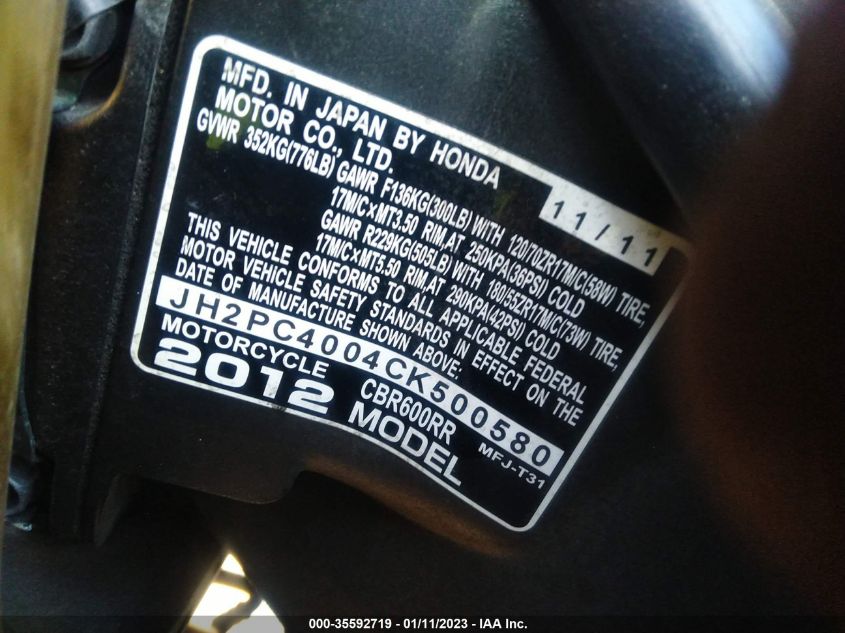 MFD. IN JAPAN BY HONDA
MOTOR CO., LTD.
11/11
GVWR 352KG(776LB) GAWR F136KG(300LB) WITH 120/70ZR17M/C(58W) TIRE,
17M/C×MT3.50 RIM,AT 250KPA(36PSI) COLD
GAWR R229KG(505LB) WITH 180/55ZR17M/C(73W) TIRE,
17M/C×MT5.50 RIM,AT 290KPA(42PSI) COLD
THIS VEHICLE CONFORMS TO ALL APPLICABLE FEDERAL
MOTOR VEHICLE SAFETY STANDARDS IN EFFECT ON THE
DATE OF MANUFACTURE SHOWN ABOVE:
JH2PC4004CK500580
MOTORCYCLE CBR600RR MFJ-T31
2012 MODEL
000-35592719 - 01/11/2023 - IAA Inc.